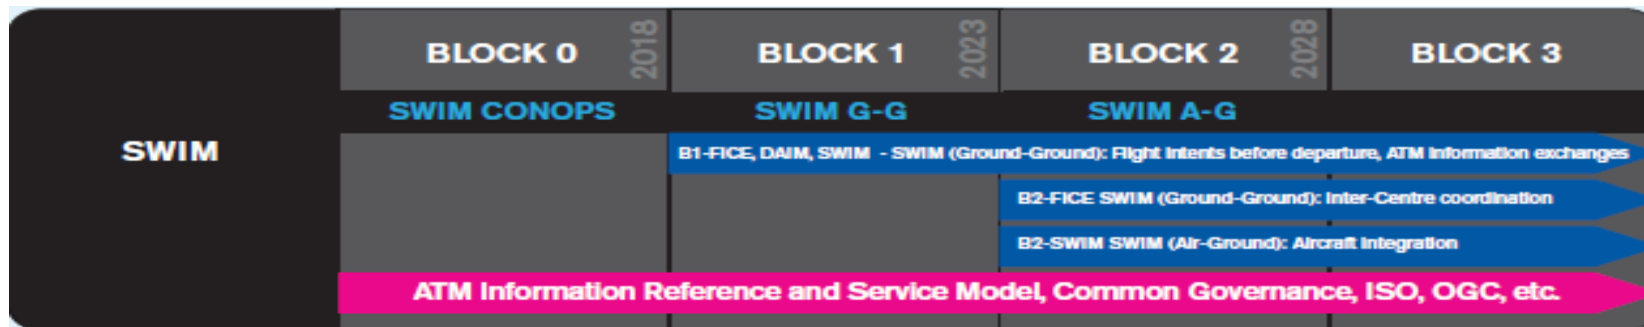 BLOCK 0 2018 BLOCK 1 2023 BLOCK 2 2028 BLOCK 3
SWIM CONOPS SWIM G-G SWIM A-G
SWIM
B1-FICE, DAIM, SWIM - SWIM (Ground-Ground): Flight Intents before departure, ATM Information exchanges
B2-FICE SWIM (Ground-Ground): Inter-Centre coordination
B2-SWIM SWIM (Air-Ground): Aircraft Integration
ATM Information Reference and Service Model, Common Governance, ISO, OGC, etc.